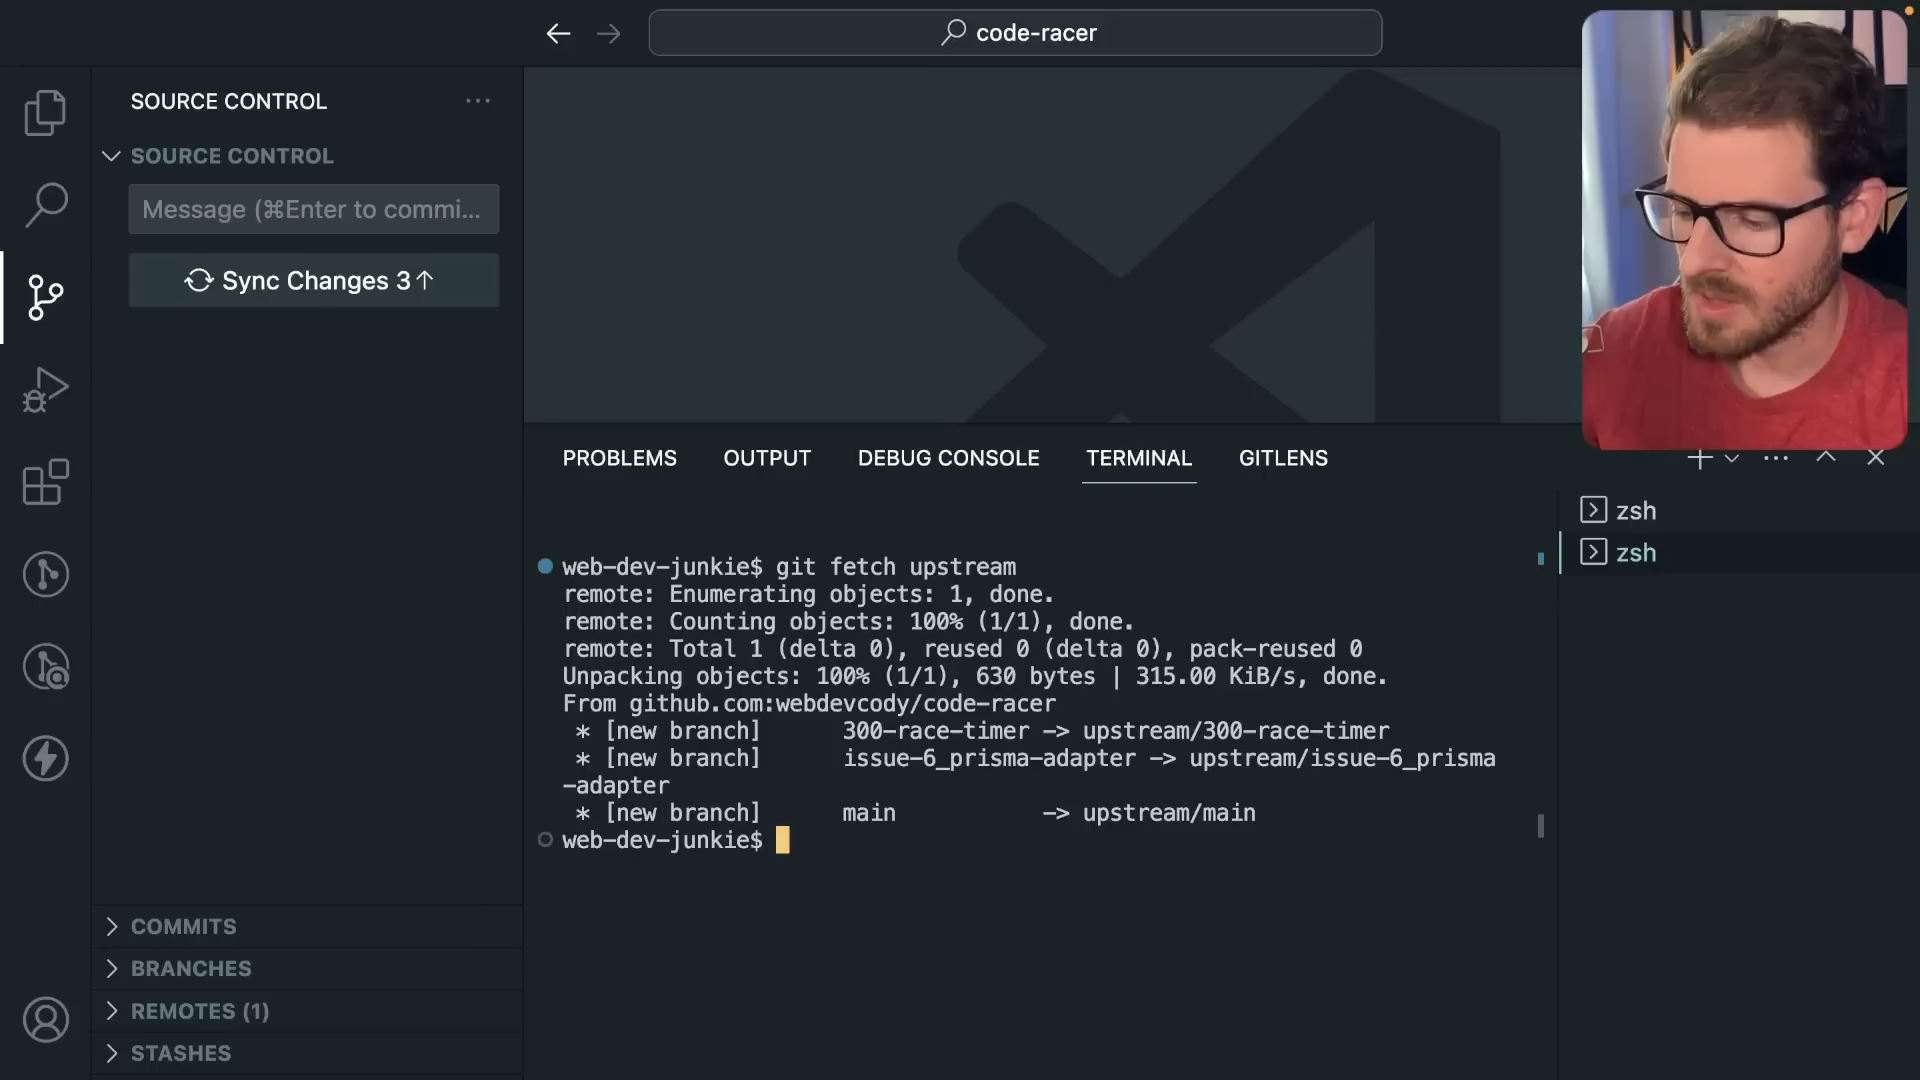 code-racer
SOURCE CONTROL
SOURCE CONTROL
Message (⌘Enter to commi...
Sync Changes 3↑
PROBLEMS
OUTPUT
DEBUG CONSOLE
TERMINAL
GITLENS
zsh
zsh
web-dev-junkie$ git fetch upstream
remote: Enumerating objects: 1, done.
remote: Counting objects: 100% (1/1), done.
remote: Total 1 (delta 0), reused 0 (delta 0), pack-reused 0
Unpacking objects: 100% (1/1), 630 bytes | 315.00 KiB/s, done.
From github.com:webdevcody/code-racer
* [new branch] 300-race-timer -> upstream/300-race-timer
* [new branch] issue-6_prisma-adapter -> upstream/issue-6_prisma
-adapter
* [new branch] main -> upstream/main
web-dev-junkie$
COMMITS
BRANCHES
REMOTES (1)
STASHES